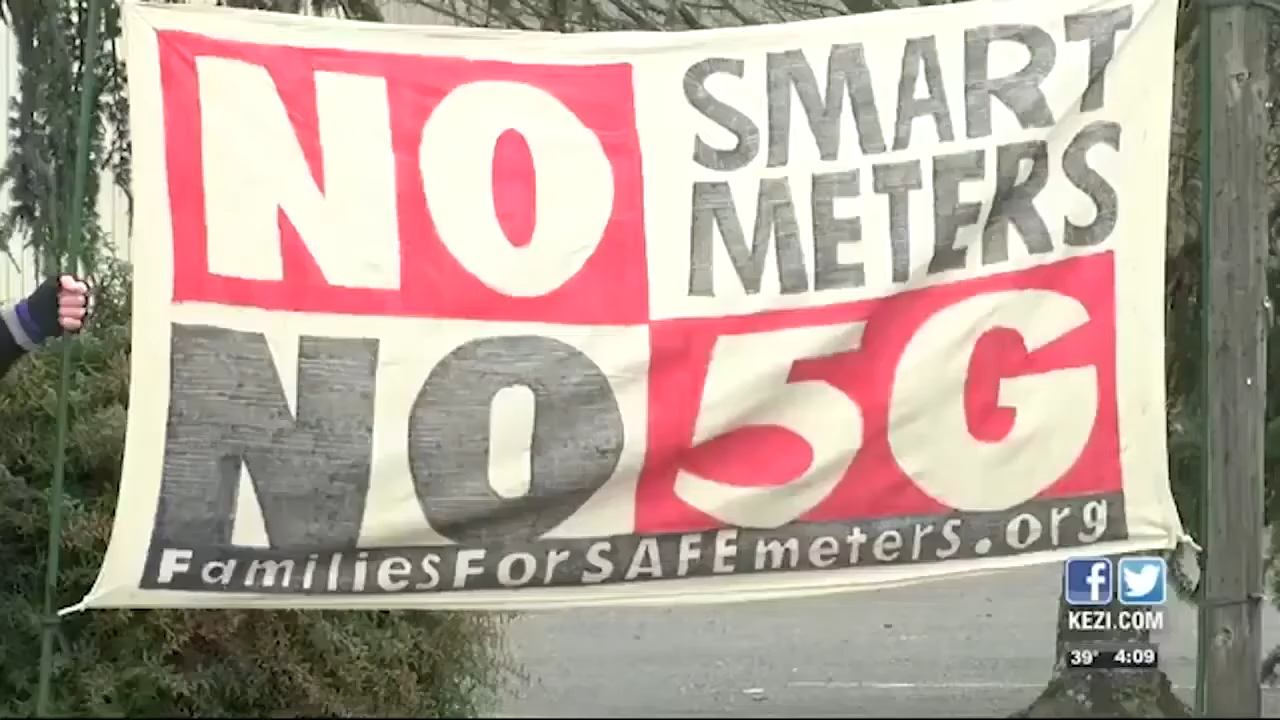 NO SMART
METERS
NO 5G
FamiliesForSAFEmeters.org
KEZI.COM
39° 4:09